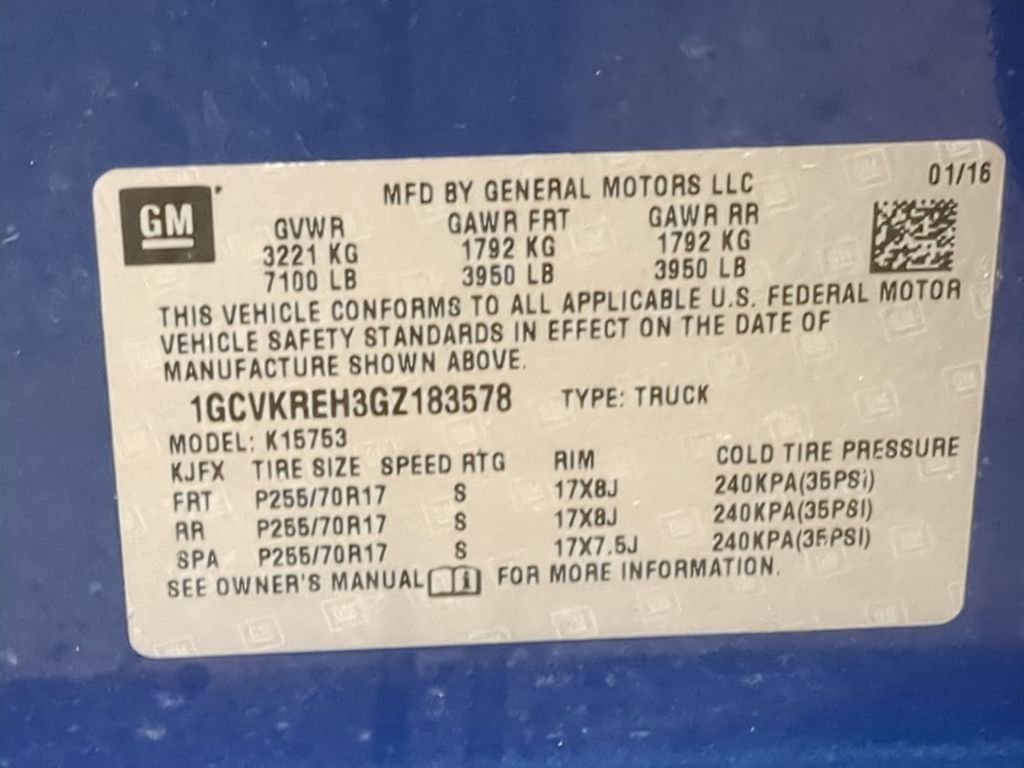 GM
MFD BY GENERAL MOTORS LLC 01/16
GVWR GAWR FRT GAWR RR
3221 KG 1792 KG 1792 KG
7100 LB 3950 LB 3950 LB
THIS VEHICLE CONFORMS TO ALL APPLICABLE U.S. FEDERAL MOTOR
VEHICLE SAFETY STANDARDS IN EFFECT ON THE DATE OF
MANUFACTURE SHOWN ABOVE.
1GCVKREH3GZ183578 TYPE: TRUCK
MODEL: K15753
KJFX TIRE SIZE SPEED RTG RIM COLD TIRE PRESSURE
FRT P255/70R17 S 17X8J 240KPA(35PSI)
RR P255/70R17 S 17X8J 240KPA(35PSI)
SPA P255/70R17 S 17X7.5J 240KPA(35PSI)
SEE OWNER'S MANUAL FOR MORE INFORMATION.